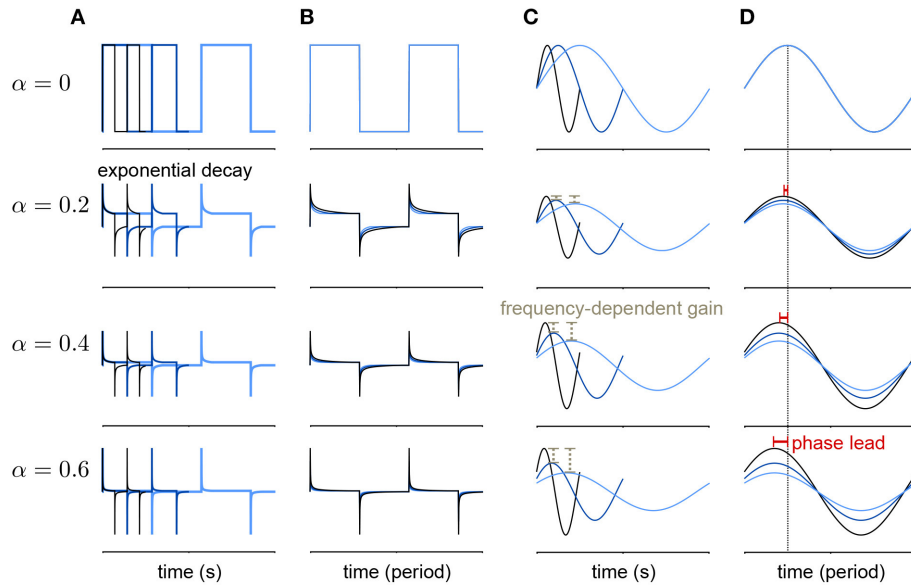 A B C D
α = 0
exponential decay
α = 0.2
frequency-dependent gain
α = 0.4
α = 0.6
phase lead
time (s) time (period) time (s) time (period)